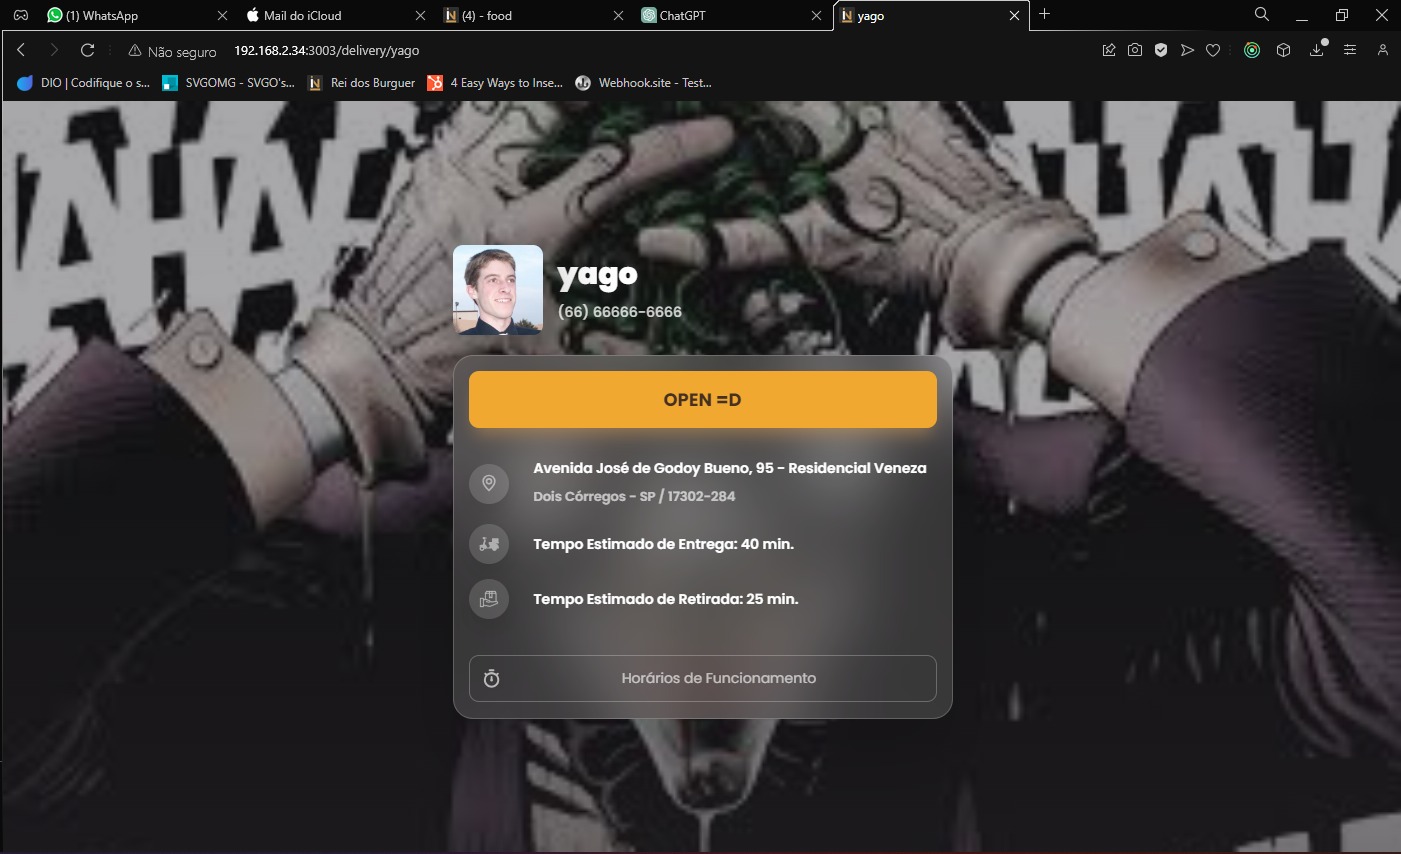 (1) WhatsApp
Mail do iCloud
(4) - food
ChatGPT
yago
Não seguro
192.168.2.34:3003/delivery/yago
DIO | Codifique o s...
SVGOMG - SVGO's...
Rei dos Burguer
4 Easy Ways to Inse...
Webhook.site - Test...
yago
(66) 66666-6666
OPEN =D
Avenida José de Godoy Bueno, 95 - Residencial Veneza
Dois Córregos - SP / 17302-284
Tempo Estimado de Entrega: 40 min.
Tempo Estimado de Retirada: 25 min.
Horários de Funcionamento